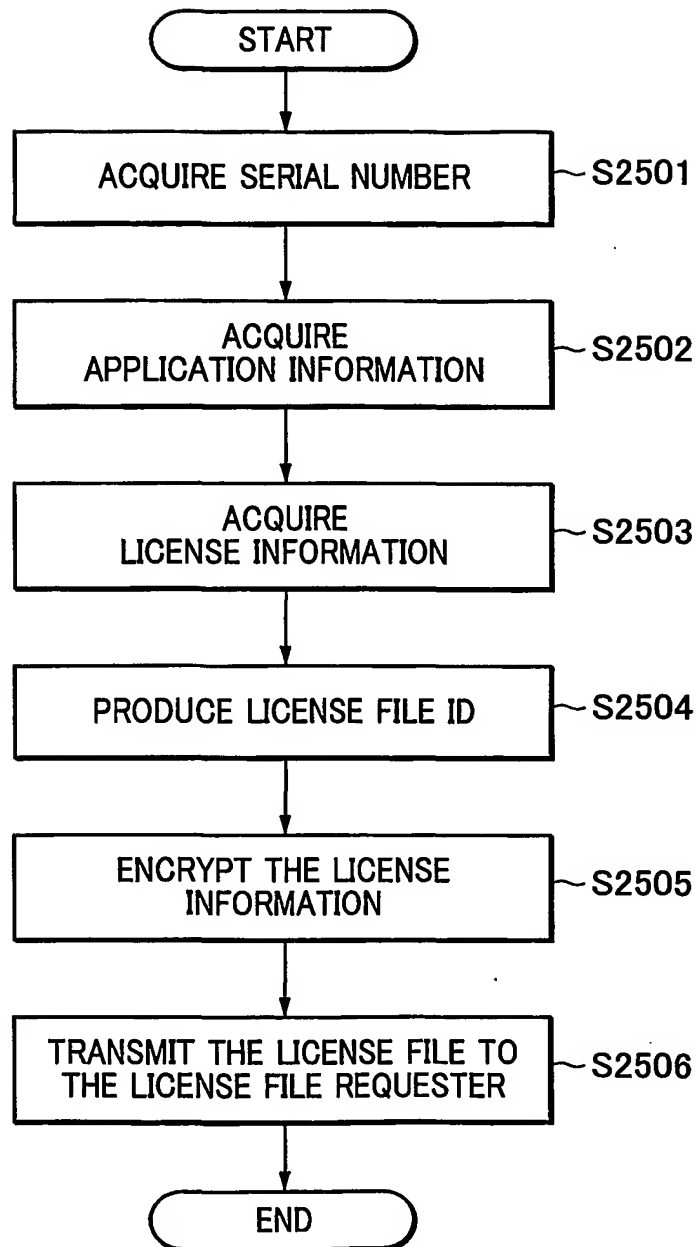 START
ACQUIRE SERIAL NUMBER
S2501
ACQUIRE
APPLICATION INFORMATION
S2502
ACQUIRE
LICENSE INFORMATION
S2503
PRODUCE LICENSE FILE ID
S2504
ENCRYPT THE LICENSE
INFORMATION
S2505
TRANSMIT THE LICENSE FILE TO
THE LICENSE FILE REQUESTER
S2506
END